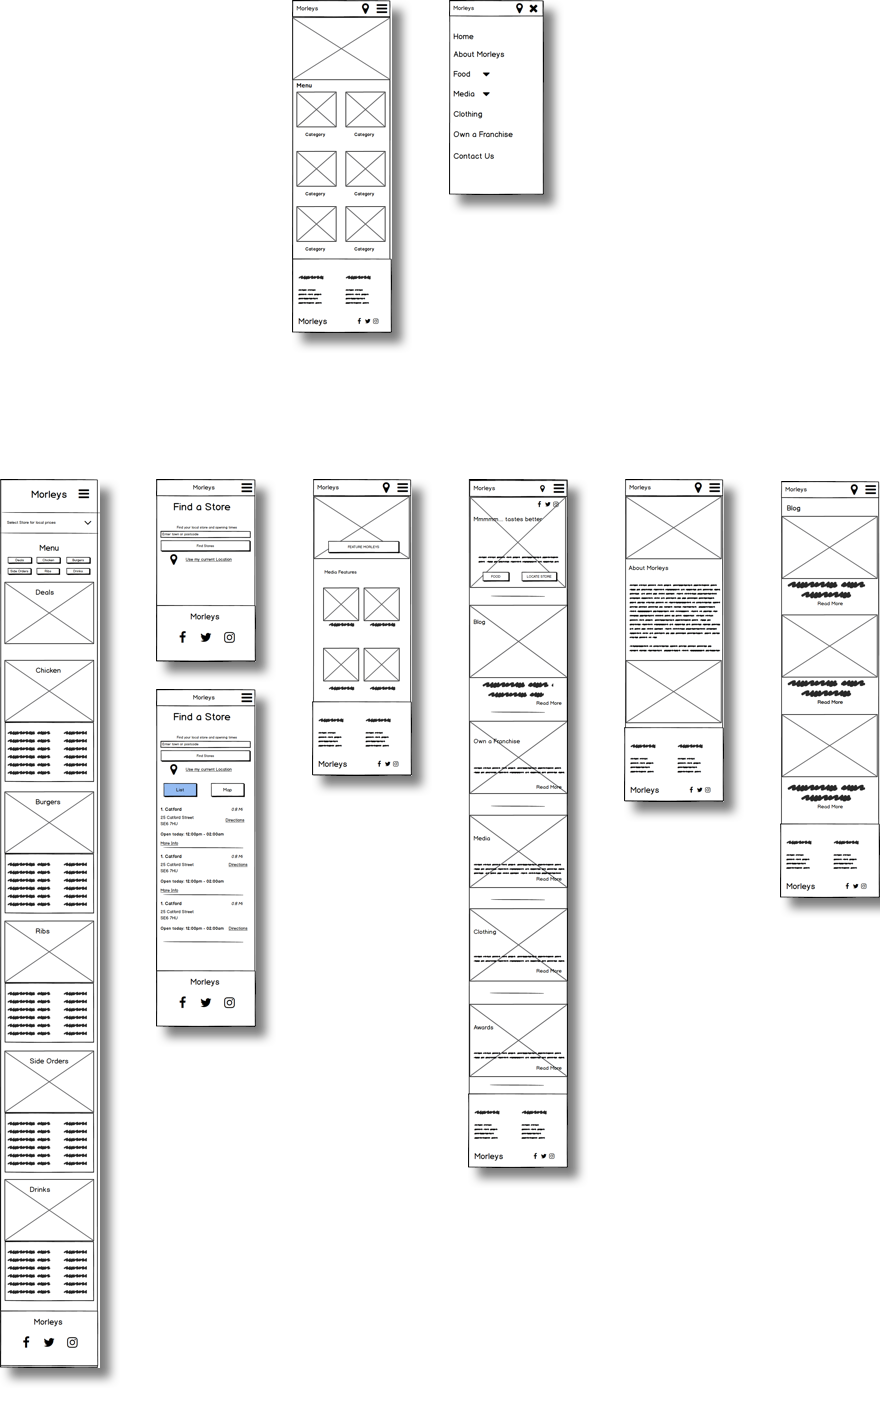 Morleys
Menu
Category Category
Category Category
Category Category
Morleys
Morleys
Home
About Morleys
Food
Media
Clothing
Own a Franchise
Contact Us
Morleys
Select Store for local prices
Menu
Deals Chicken Burgers
Side Orders Ribs Drinks
Deals
Chicken
Burgers
Ribs
Side Orders
Drinks
Morleys
Morleys
Find a Store
Find your local store and opening times
Enter town or postcode
Find Stores
Use my current Location
Morleys
Morleys
Find a Store
Find your local store and opening times
Enter town or postcode
Find Stores
Use my current Location
List Map
1. Catford 0.8 Mi
25 Catford Street Directions
SE6 7HU
Open today: 12:00pm - 02:00am
More Info
1. Catford 0.8 Mi
25 Catford Street Directions
SE6 7HU
Open today: 12:00pm - 02:00am
More Info
1. Catford 0.8 Mi
25 Catford Street
SE6 7HU
Open today: 12:00pm - 02:00am Directions
Morleys
Morleys
FEATURE MORLEYS
Media Features
Morleys
Morleys
Mmmmm... tastes better
FOOD LOCATE STORE
Blog
Read More
Own a Franchise
Read More
Media
Read More
Clothing
Read More
Awards
Read More
Morleys
Morleys
About Morleys
Morleys
Morleys
Blog
Read More
Read More
Read More
Morleys